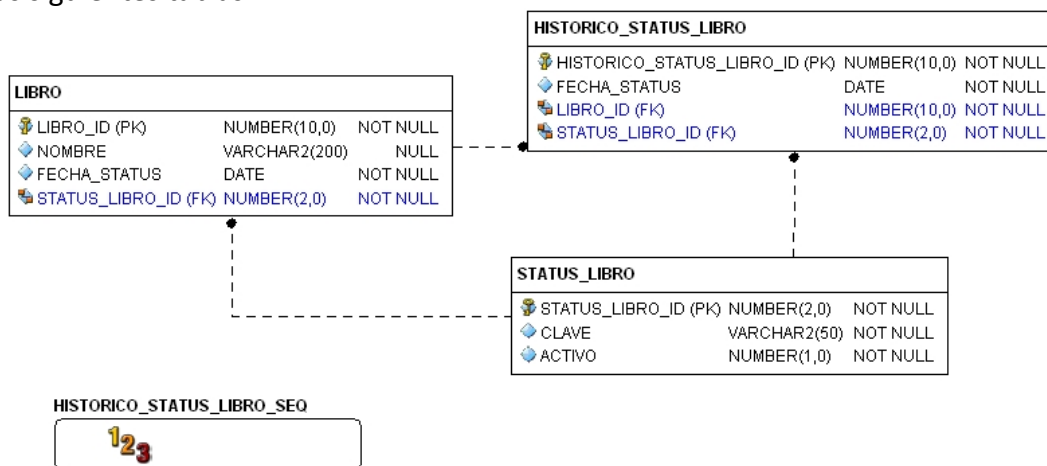 LIBRO
LIBRO_ID (PK) NUMBER(10,0) NOT NULL
NOMBRE VARCHAR2(200) NULL
FECHA_STATUS DATE NOT NULL
STATUS_LIBRO_ID (FK) NUMBER(2,0) NOT NULL
HISTORICO_STATUS_LIBRO
HISTORICO_STATUS_LIBRO_ID (PK) NUMBER(10,0) NOT NULL
FECHA_STATUS DATE NOT NULL
LIBRO_ID (FK) NUMBER(10,0) NOT NULL
STATUS_LIBRO_ID (FK) NUMBER(2,0) NOT NULL
STATUS_LIBRO
STATUS_LIBRO_ID (PK) NUMBER(2,0) NOT NULL
CLAVE VARCHAR2(50) NOT NULL
ACTIVO NUMBER(1,0) NOT NULL
HISTORICO_STATUS_LIBRO_SEQ
123